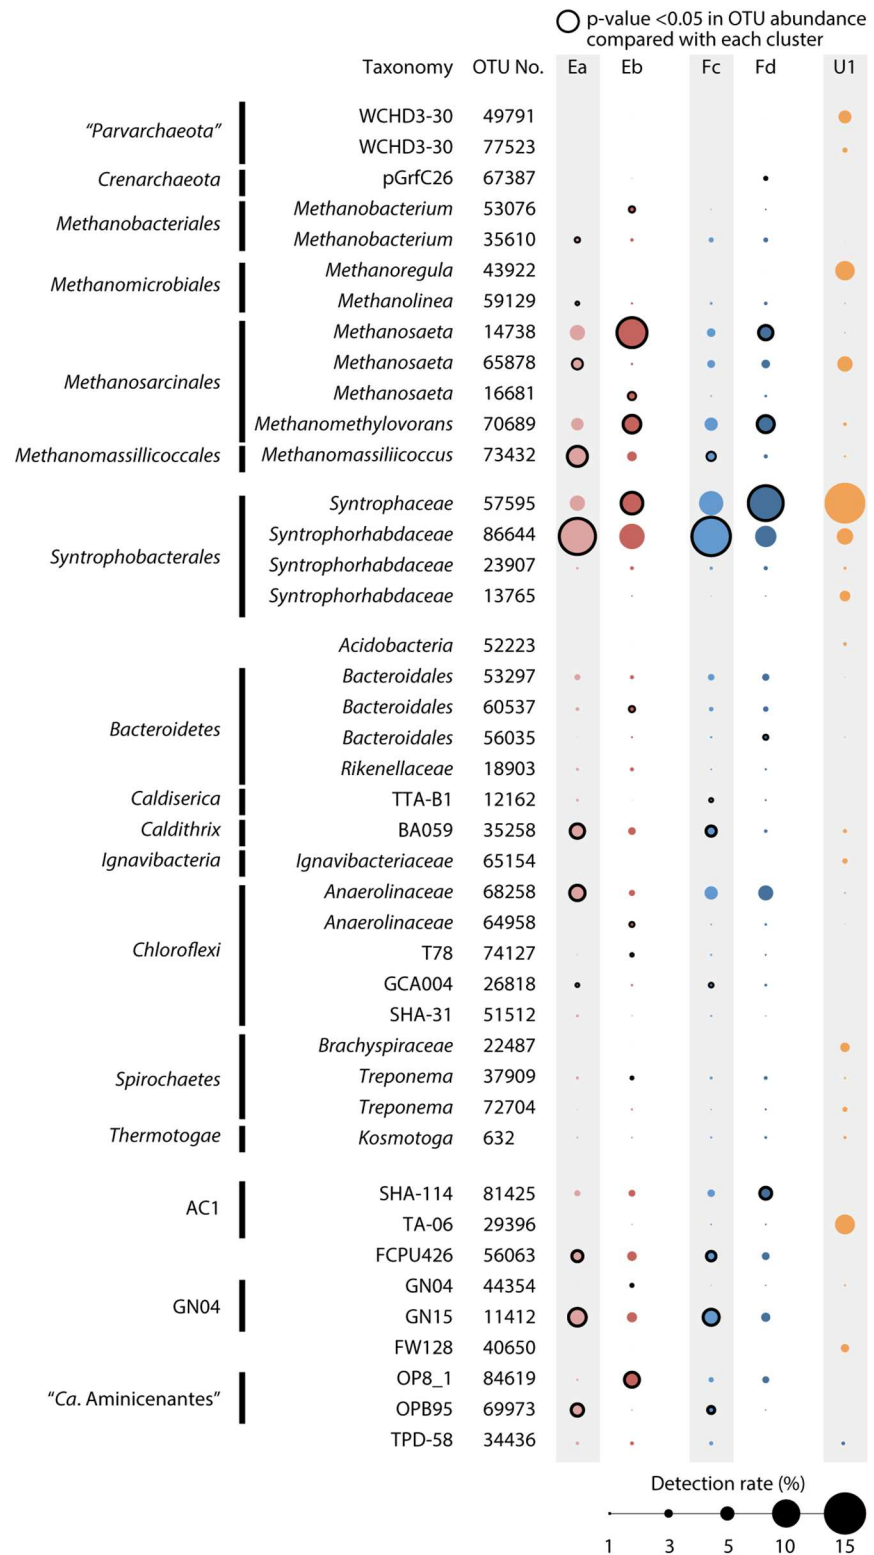 p-value <0.05 in OTU abundance
compared with each cluster
Taxonomy OTU No. Ea Eb Fc Fd U1
"Parvarchaeota"
WCHD3-30 49791
WCHD3-30 77523
Crenarchaeota
pGrfC26 67387
Methanobacteriales
Methanobacterium 53076
Methanobacterium 35610
Methanomicrobiales
Methanoregula 43922
Methanolinea 59129
Methanosarcinales
Methanosaeta 14738
Methanosaeta 65878
Methanosaeta 16681
Methanomethylovorans 70689
Methanomassillicoccales
Methanomassiliicoccus 73432
Syntrophobacterales
Syntrophaceae 57595
Syntrophorhabdaceae 86644
Syntrophorhabdaceae 23907
Syntrophorhabdaceae 13765
Acidobacteria 52223
Bacteroidetes
Bacteroidales 53297
Bacteroidales 60537
Bacteroidales 56035
Rikenellaceae 18903
Caldiserica
TTA-B1 12162
Caldithrix
BA059 35258
Ignavibacteria
Ignavibacteriaceae 65154
Chloroflexi
Anaerolinaceae 68258
Anaerolinaceae 64958
T78 74127
GCA004 26818
SHA-31 51512
Spirochaetes
Brachyspiraceae 22487
Treponema 37909
Treponema 72704
Thermotogae
Kosmotoga 632
AC1
SHA-114 81425
TA-06 29396
FCPU426 56063
GN04
GN04 44354
GN15 11412
FW128 40650
"Ca. Aminicenantes"
OP8_1 84619
OPB95 69973
TPD-58 34436
Detection rate (%)
1 3 5 10 15